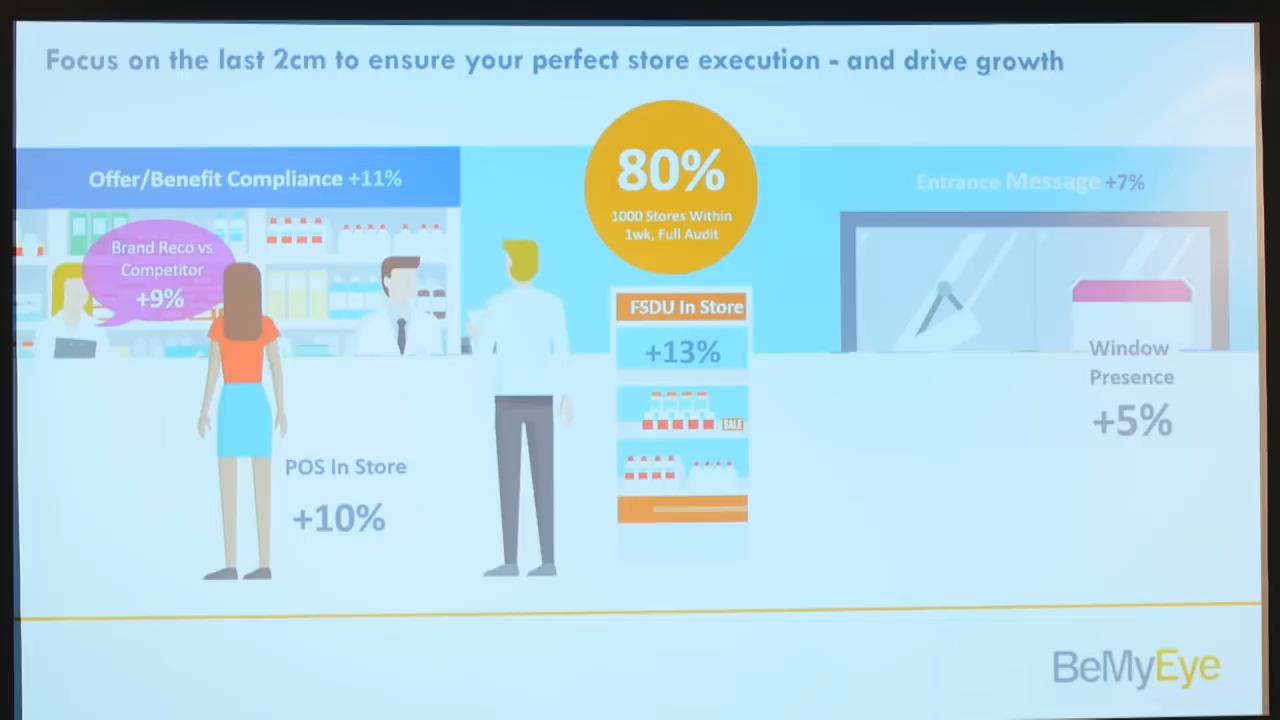 Focus on the last 2cm to ensure your perfect store execution - and drive growth
Offer/Benefit Compliance +11%
80%
1000 Stores Within
1wk, Full Audit
Entrance Message +7%
Brand Reco vs
Competitor
+9%
FSDU In Store
+13%
SALE
Window
Presence
+5%
POS In Store
+10%
BeMyEye